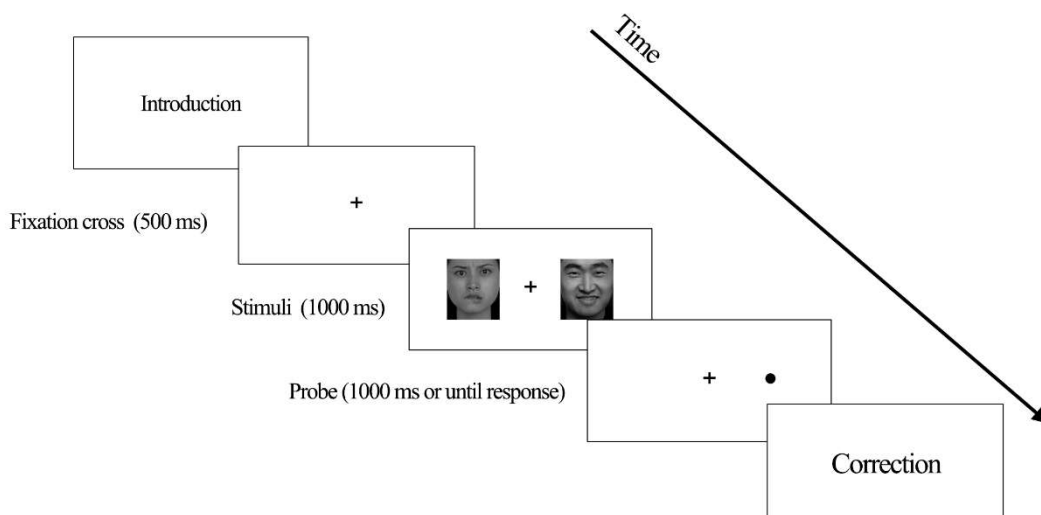 Time
Introduction
Fixation cross (500 ms)
Stimuli (1000 ms)
Probe (1000 ms or until response)
Correction